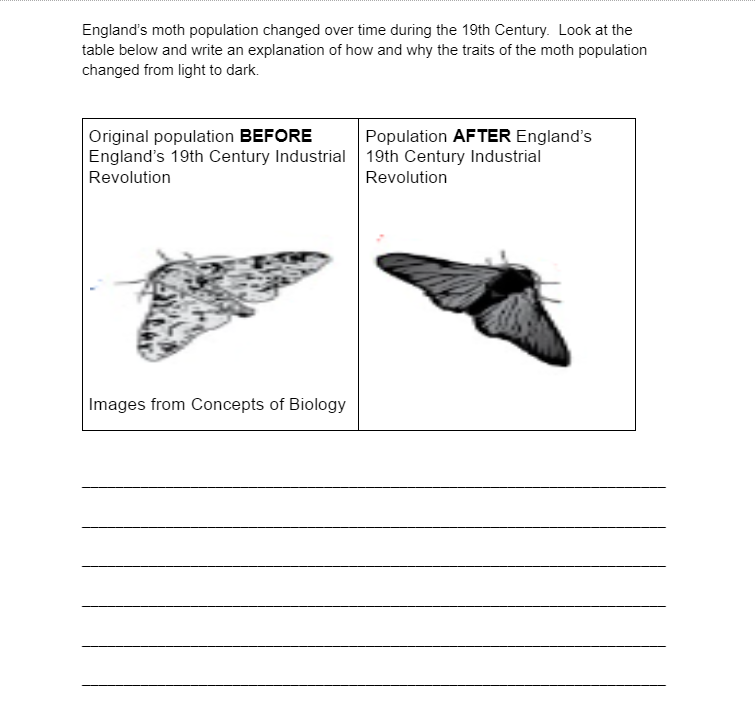 England's moth population changed over time during the 19th Century.  Look at the
table below and write an explanation of how and why the traits of the moth population
changed from light to dark.
Original population BEFORE
England's 19th Century Industrial
Revolution
Images from Concepts of Biology
Population AFTER England's
19th Century Industrial
Revolution